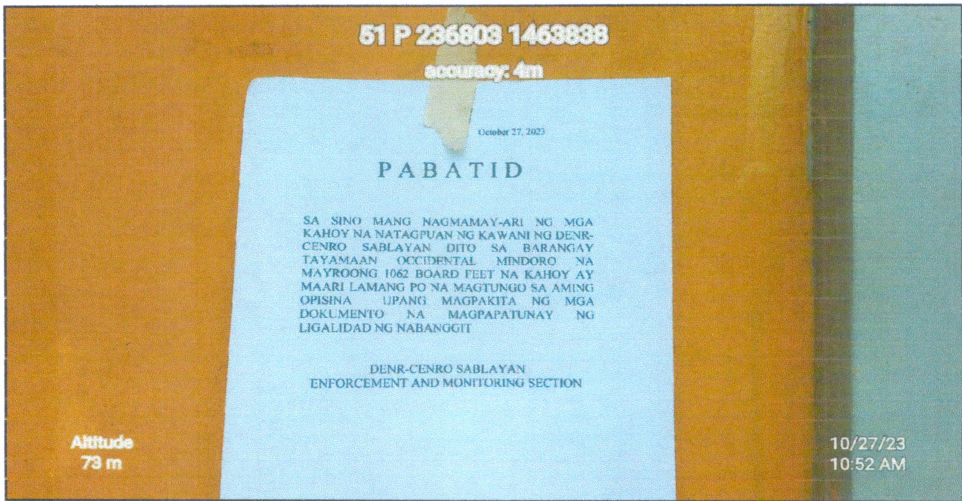 51 P 236803 1463838
accuracy: 4m
October 27, 2023
PABATID
SA SINO MANG NAGMAMAY-ARI NG MGA
KAHOY NA NATAGPUAN NG KAWANI NG DENR-
CENRO SABLAYAN DITO SA BARANGAY
TAYAMAAN OCCIDENTAL MINDORO NA
MAYROONG 1062 BOARD FEET NA KAHOY AY
MAARI LAMANG PO NA MAGTUNGO SA AMING
OPISINA UPANG MAGPAKITA NG MGA
DOKUMENTO NA MAGPAPATUNAY NG
LIGALIDAD NG NABANGGIT
DENR-CENRO SABLAYAN
ENFORCEMENT AND MONITORING SECTION
Altitude
73 m
10/27/23
10:52 AM